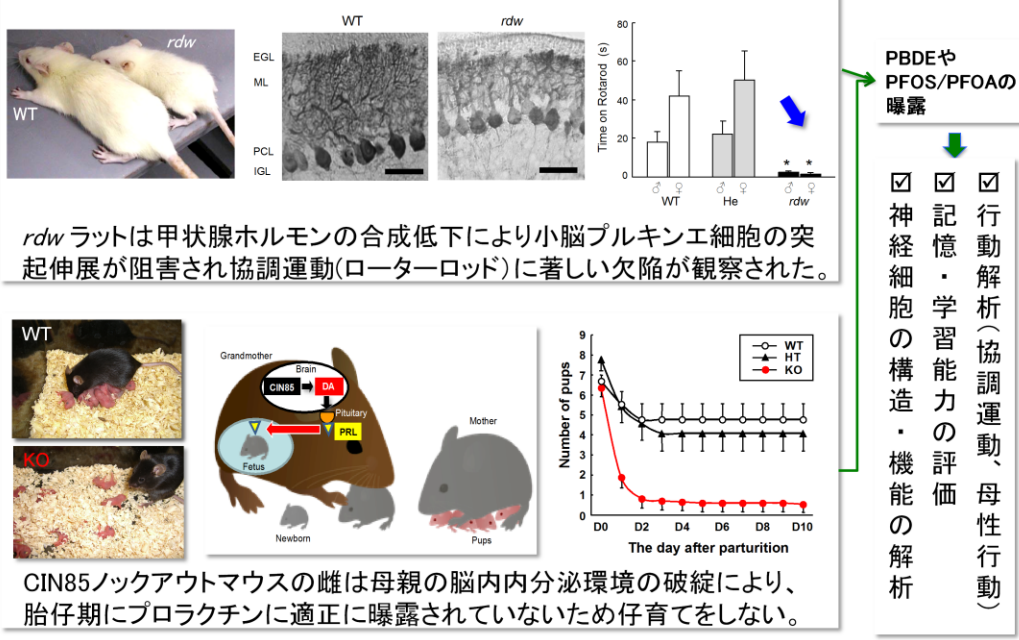 rdw
WT
WT
rdw
EGL
ML
PCL
IGL
Time on Rotarod (s)
80
60
40
20
0
* *
♂ ♀ ♂ ♀ ♂ ♀
WT He rdw
rdw ラットは甲状腺ホルモンの合成低下により小脳プルキンエ細胞の突
起伸展が阻害され協調運動(ローターロッド)に著しい欠陥が観察された。
WT
KO
Grandmother
Brain
CIN85
DA
Pituitary
PRL
Fetus
Newborn
Mother
Pups
Number of pups
9
8
7
6
5
4
3
2
1
0
WT
HT
KO
D0 D2 D4 D6 D8 D10
The day after parturition
CIN85ノックアウトマウスの雌は母親の脳内内分泌環境の破綻により、
胎仔期にプロラクチンに適正に曝露されていないため仔育てをしない。
PBDEや
PFOS/PFOAの
曝露
☑行動解析(協調運動、母性行動)
☑記憶・学習能力の評価
☑神経細胞の構造・機能の解析